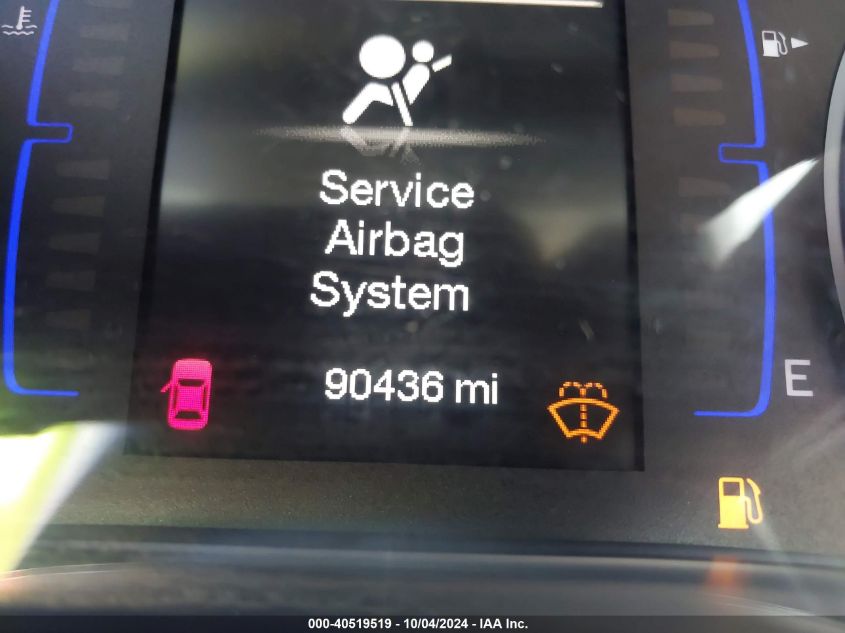 Service
Airbag
System
90436 mi
E
000-40519519 - 10/04/2024 - IAA Inc.